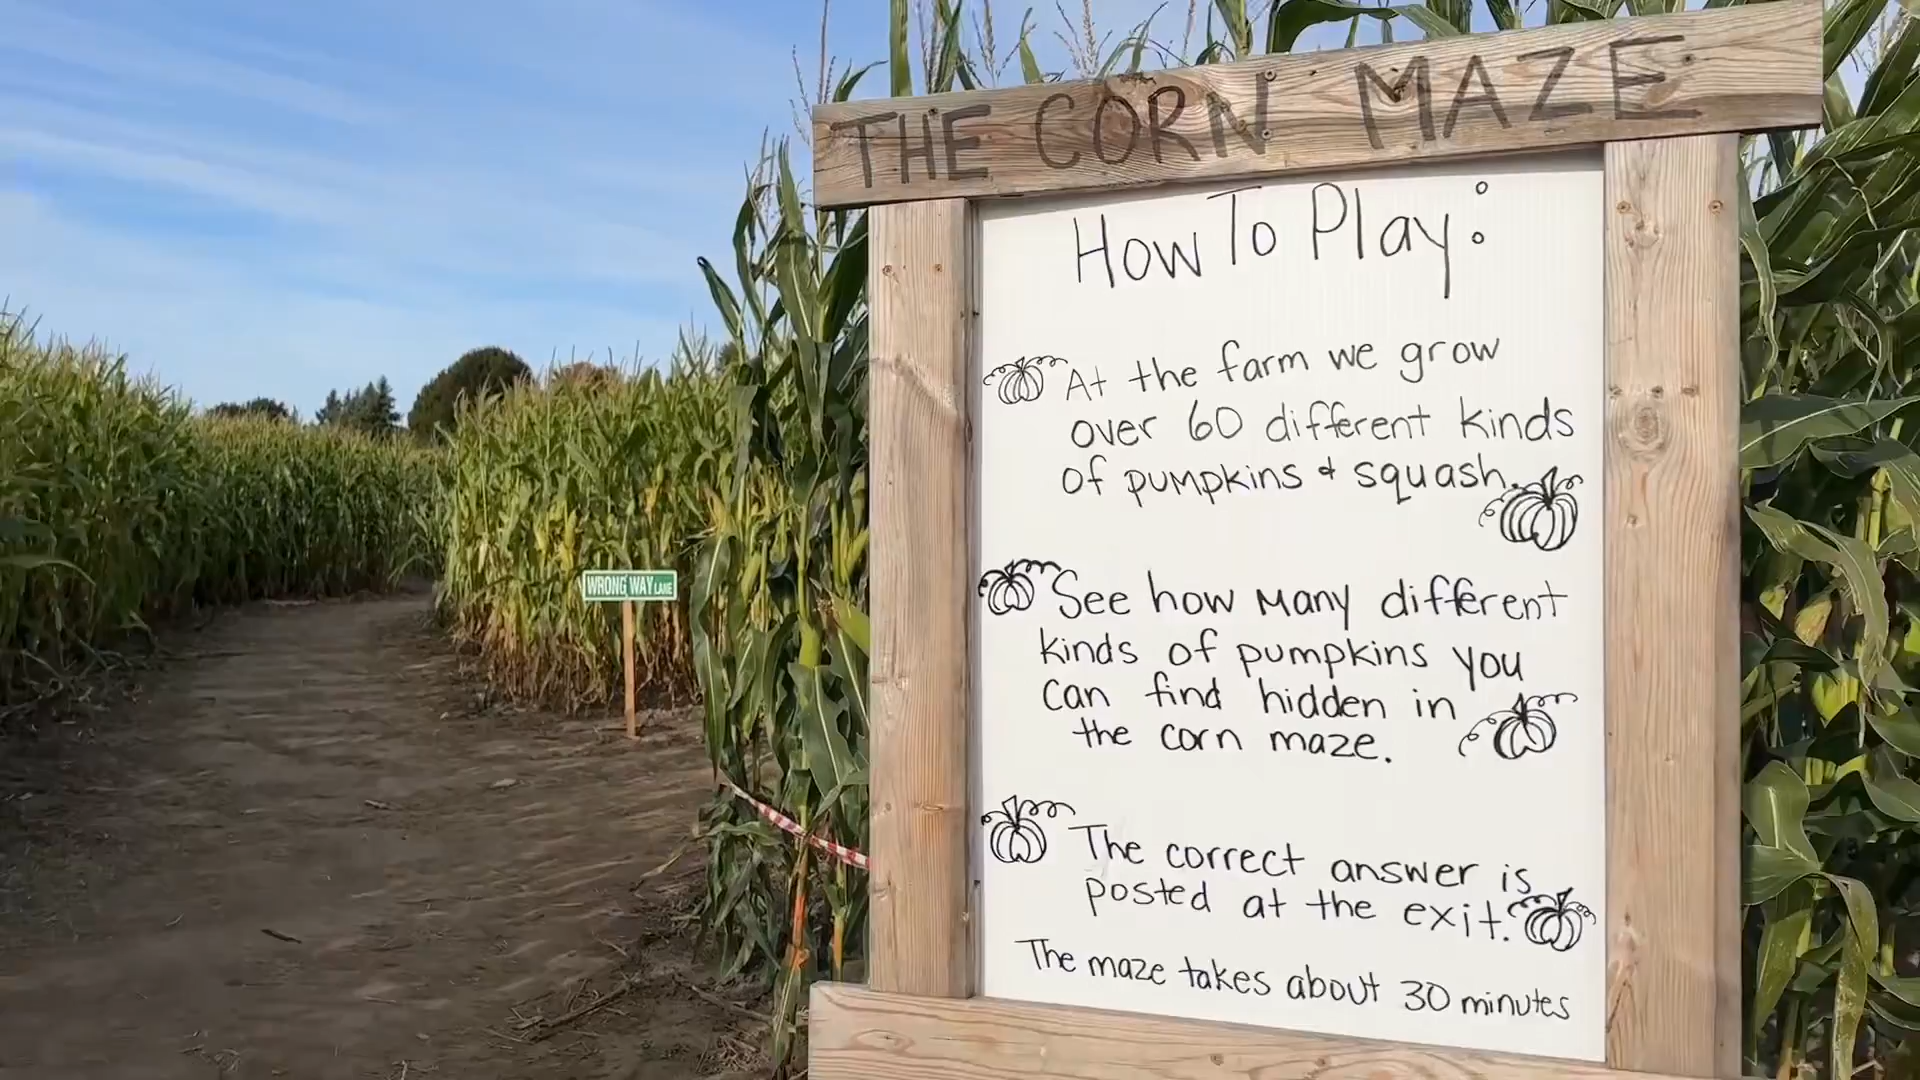 THE CORN MAZE
How To Play:
At the farm we grow
over 60 different kinds
of pumpkins & squash.
See how many different
kinds of pumpkins you
can find hidden in
the corn maze.
The correct answer is
posted at the exit.
The maze takes about 30 minutes
WRONG WAY LANE